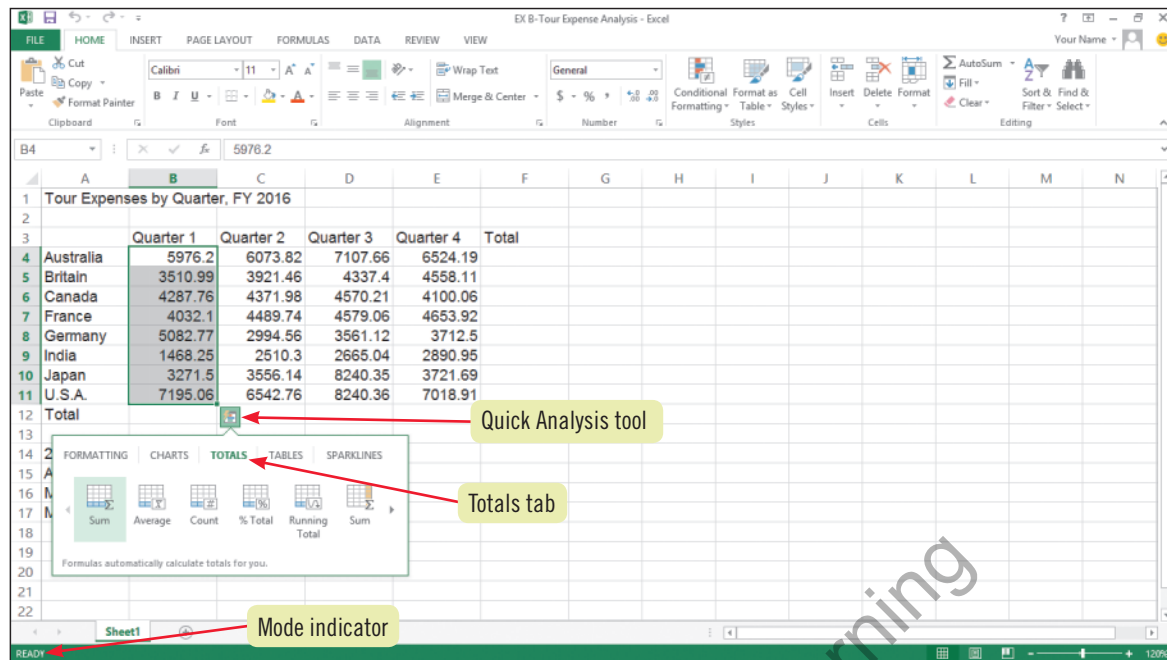 EX B-Tour Expense Analysis - Excel
FILE HOME INSERT PAGE LAYOUT FORMULAS DATA REVIEW VIEW Your Name
Paste Cut
Copy
Format Painter
Calibri 11 A A
B I U A
Wrap Text
Merge & Center
General
$ % ,
Conditional Formatting Format as Table Cell Styles
Insert Delete Format
AutoSum
Fill
Clear
Sort & Filter Find & Select
Clipboard Font Alignment Number Styles Cells Editing
B4 fx 5976.2
A B C D E F G H I J K L M N
1 Tour Expenses by Quarter, FY 2016
2
3 Quarter 1 Quarter 2 Quarter 3 Quarter 4 Total
4 Australia 5976.2 6073.82 7107.66 6524.19
5 Britain 3510.99 3921.46 4337.4 4558.11
6 Canada 4287.76 4371.98 4570.21 4100.06
7 France 4032.1 4489.74 4579.06 4653.92
8 Germany 5082.77 2994.56 3561.12 3712.5
9 India 1468.25 2510.3 2665.04 2890.95
10 Japan 3271.5 3556.14 8240.35 3721.69
11 U.S.A. 7195.06 6542.76 8240.36 7018.91
12 Total
Quick Analysis tool
13
14 2 FORMATTING CHARTS TOTALS TABLES SPARKLINES
15 A
16 M
17 M
Sum Average Count % Total Running Total Sum
Totals tab
18
19
Formulas automatically calculate totals for you.
20
21
22
Sheet1
Mode indicator
READY 120%